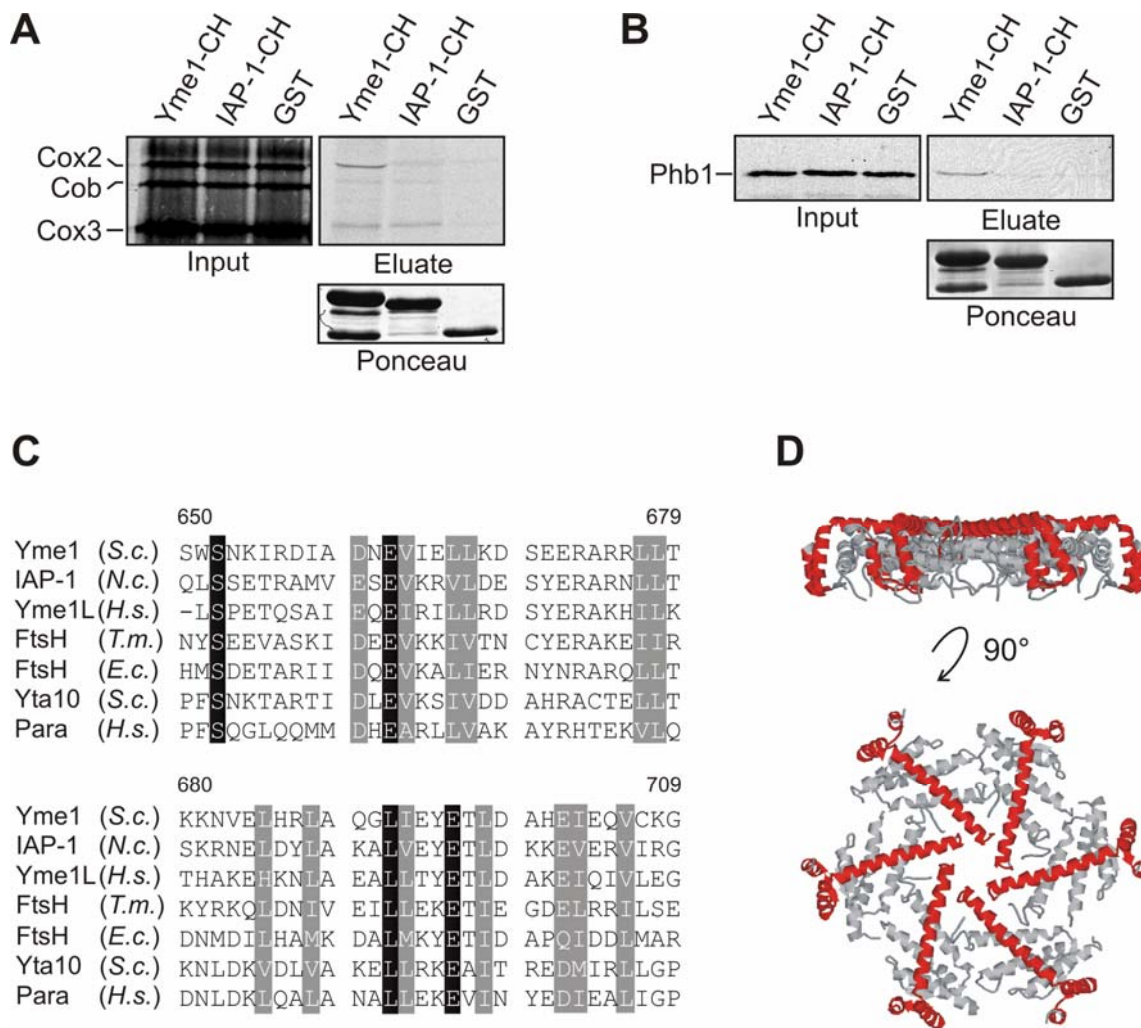 A
Yme1-CH
IAP-1-CH
GST
Yme1-CH
IAP-1-CH
GST
Cox2
Cob
Cox3
Input
Eluate
Ponceau
B
Yme1-CH
IAP-1-CH
GST
Yme1-CH
IAP-1-CH
GST
Phb1
Input
Eluate
Ponceau
C
650 679
Yme1 (S.c.) SWSNKIRDIA DNEVIELLKD SEERARRLLT
IAP-1 (N.c.) QLSSETRAMV ESEVKRVLDE SYERARNLLT
Yme1L (H.s.) -LSPETQSAI EQEIRILLRD SYERAKHILK
FtsH (T.m.) NYSEEVASKI DEEVKKIVTN CYERAKEIIR
FtsH (E.c.) HMSDETARII DQEVKALIER NYNRARQLLT
Yta10 (S.c.) PFSNKTARTI DLEVKSIVDD AHRACTELLT
Para (H.s.) PFSQGLQQMM DHEARLLVAK AYRHTEKVLQ
680 709
Yme1 (S.c.) KKNVELHRLA QGLIEYETLD AHEIEQVCKG
IAP-1 (N.c.) SKRNELDYLA KALVEYETLD KKEVERVIRG
Yme1L (H.s.) THAKEHKNLA EALLTYETLD AKEIQIVLEG
FtsH (T.m.) KYRKQLDNIV EILLEKETIE GDELRRILSE
FtsH (E.c.) DNMDILHAMK DALMKYETID APQIDDLMAR
Yta10 (S.c.) KNLDKVDLVA KELLRKEAIT REDMIRLLGP
Para (H.s.) DNLDKLQALA NALLEKEVIN YEDIEALIGP
D
90°